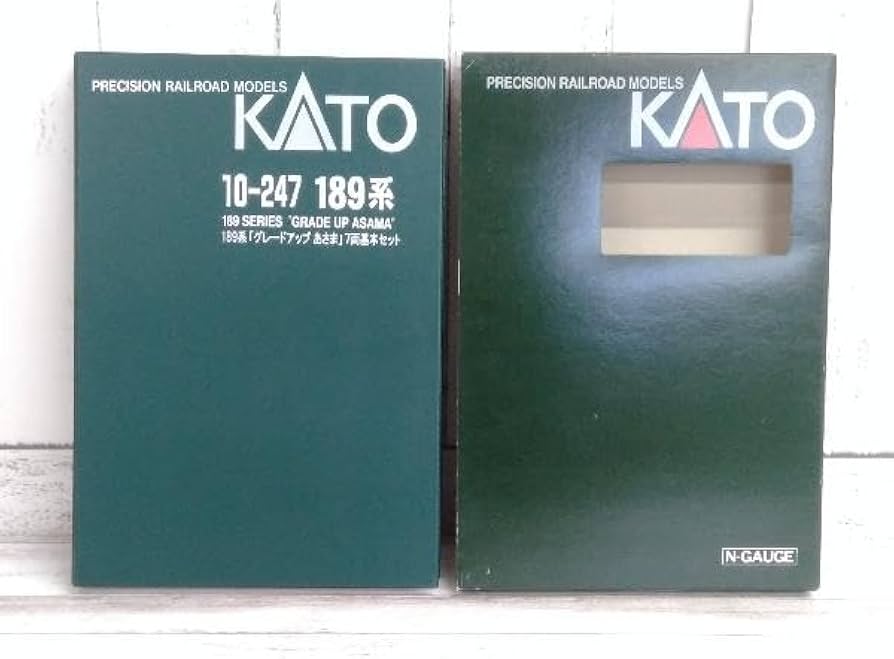 PRECISION RAILROAD MODELS
KATO
10-247 189系
189 SERIES "GRADE UP ASAMA"
189系「グレードアップ あさま」7両基本セット
PRECISION RAILROAD MODELS
KATO
N-GAUGE